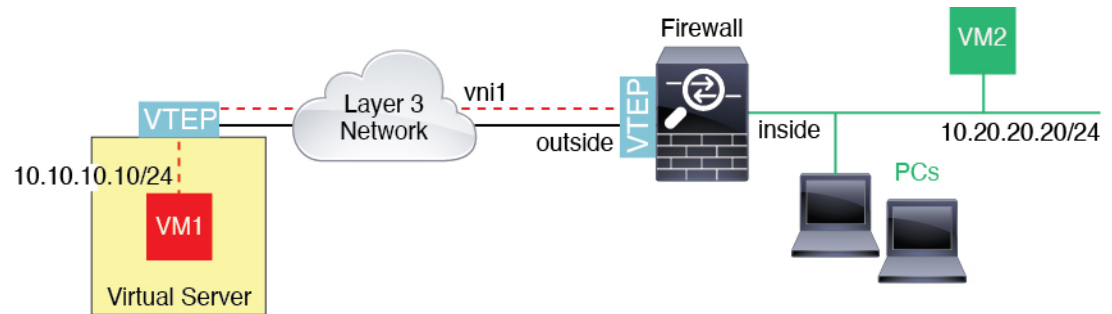 Firewall
VM2
vni1
Layer 3
Network
VTEP
outside
VTEP
inside
10.20.20.20/24
10.10.10.10/24
PCs
VM1
Virtual Server